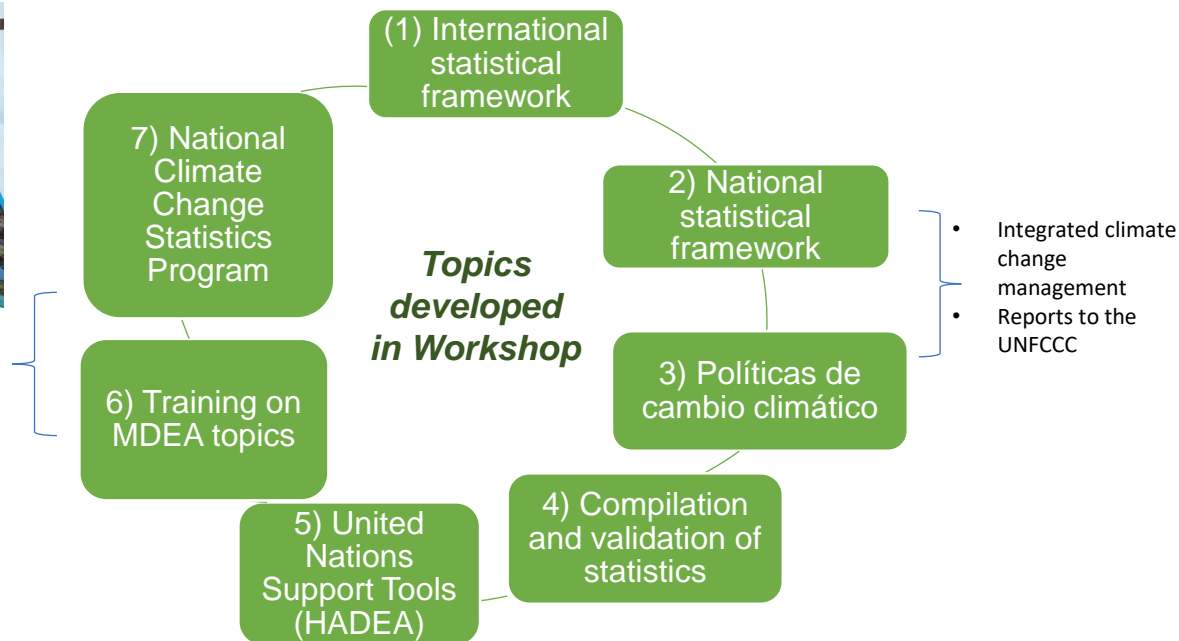 (1) International
statistical
framework
2) National
statistical
framework
•	Integrated climate
change
management
•	Reports to the
UNFCCC
3) Políticas de
cambio climático
4) Compilation
and validation of
statistics
5) United
Nations
Support Tools
(HADEA)
6) Training on
MDEA topics
7) National
Climate
Change
Statistics
Program
Topics
developed
in Workshop